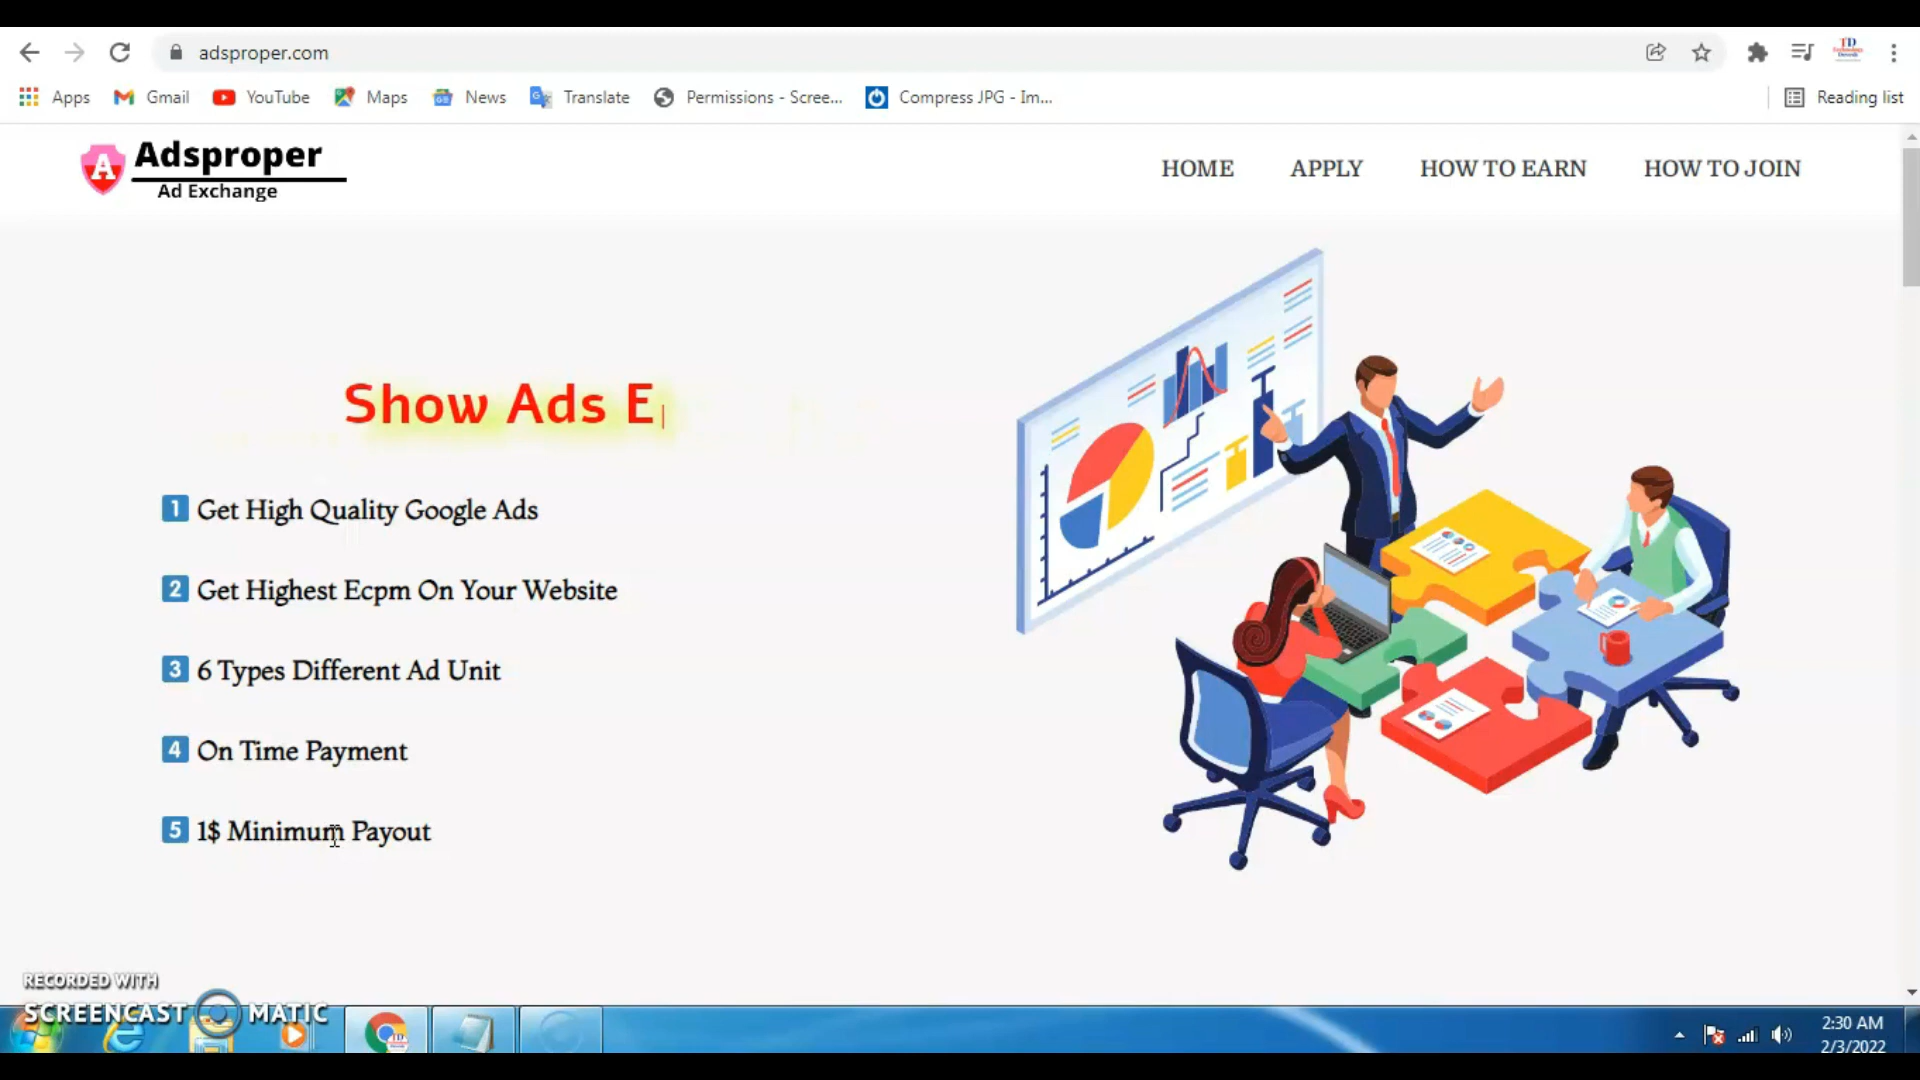 adsproper.com
TD
Apps
Gmail
YouTube
Maps
News
Translate
Permissions - Scree...
Compress JPG - Im...
Reading list
A
Adsproper
Ad Exchange
HOME
APPLY
HOW TO EARN
HOW TO JOIN
Show Ads E|
1 Get High Quality Google Ads
2 Get Highest Ecpm On Your Website
3 6 Types Different Ad Unit
4 On Time Payment
5 1$ Minimum Payout
RECORDED WITH
SCREENCAST MATIC
2:30 AM
2/3/2022